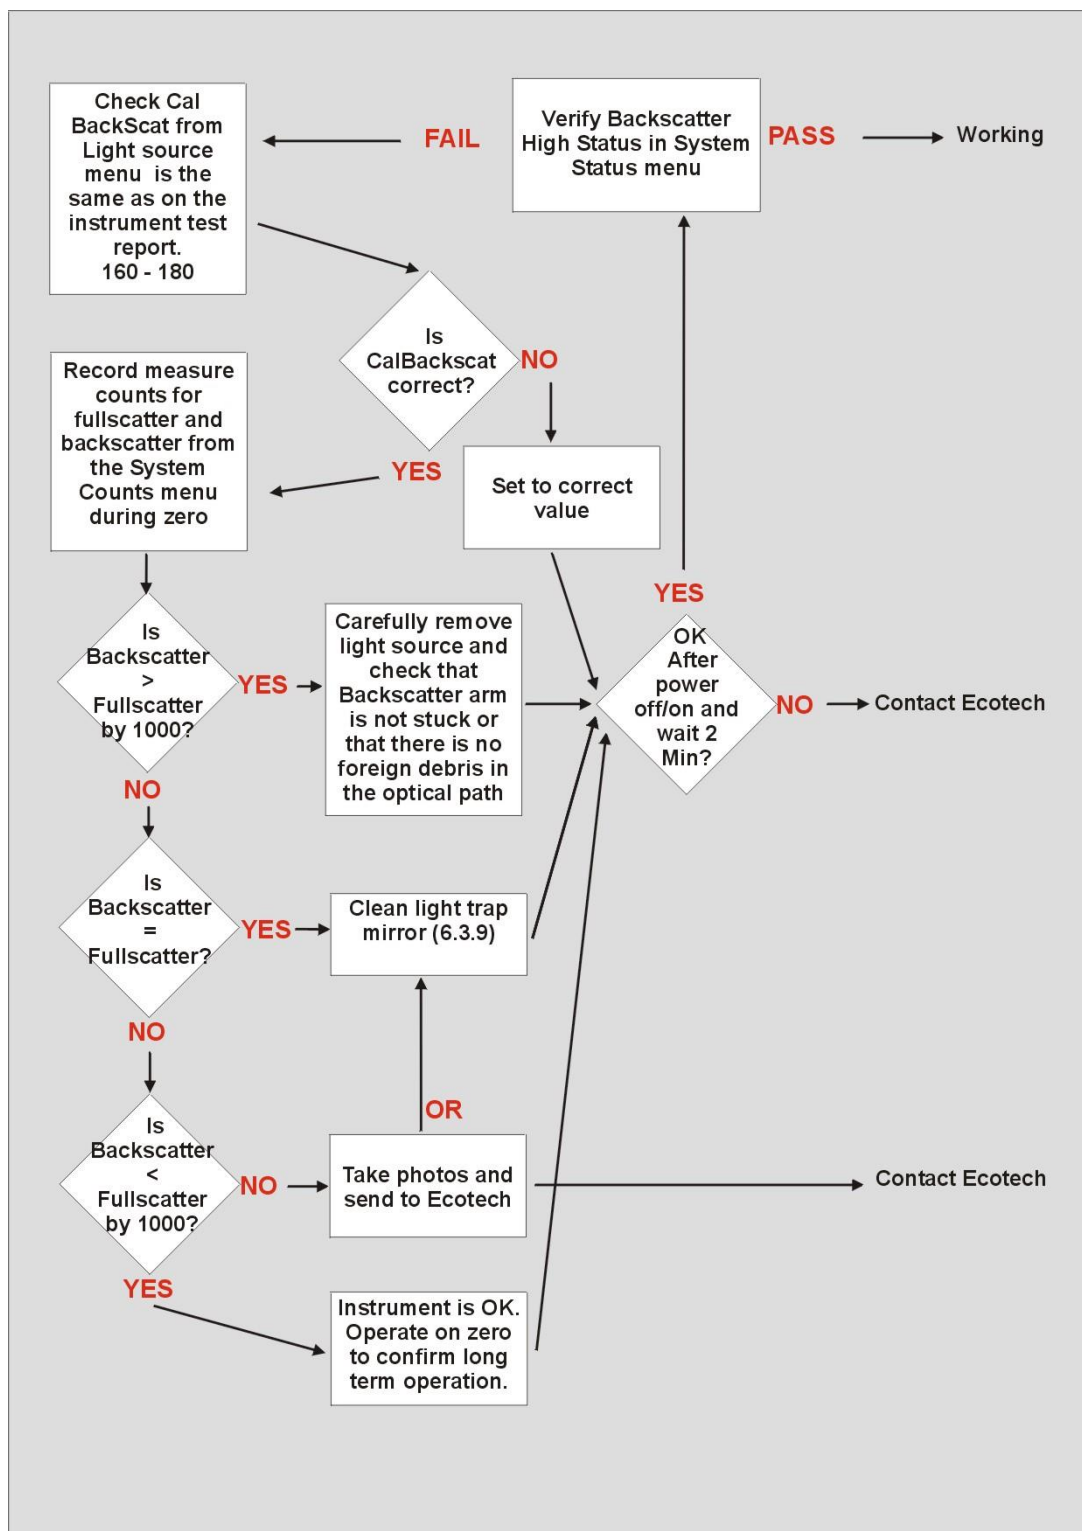 Check Cal
BackScat from
Light source
menu is the
same as on the
instrument test
report.
160 - 180
FAIL
Verify Backscatter
High Status in System
Status menu
PASS
Working
Is
CalBackscat
correct?
NO
YES
Record measure
counts for
fullscatter and
backscatter from
the System
Counts menu
during zero
Set to correct
value
Is
Backscatter
>
Fullscatter
by 1000?
YES
NO
Carefully remove
light source and
check that
Backscatter arm
is not stuck or
that there is no
foreign debris in
the optical path
YES
OK
After
power
off/on and
wait 2
Min?
NO
Contact Ecotech
Is
Backscatter
=
Fullscatter?
YES
NO
Clean light trap
mirror (6.3.9)
OR
Is
Backscatter
<
Fullscatter
by 1000?
NO
YES
Take photos and
send to Ecotech
Contact Ecotech
Instrument is OK.
Operate on zero
to confirm long
term operation.